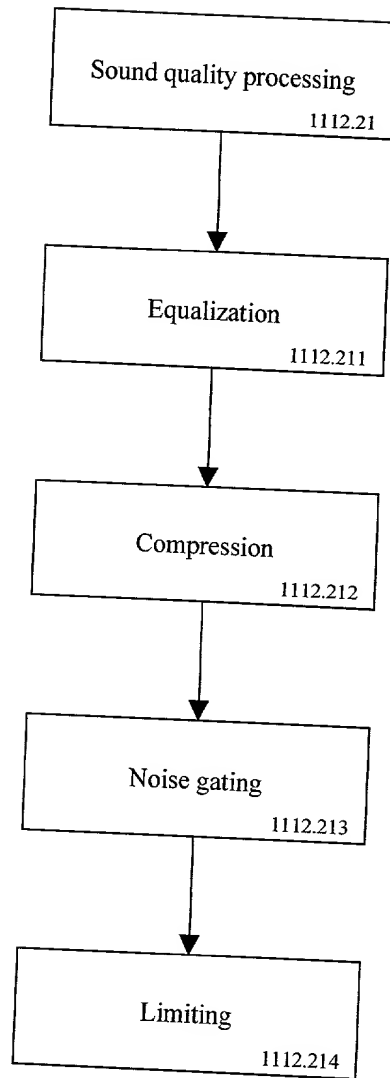 Sound quality processing
1112.21
Equalization
1112.211
Compression
1112.212
Noise gating
1112.213
Limiting
1112.214